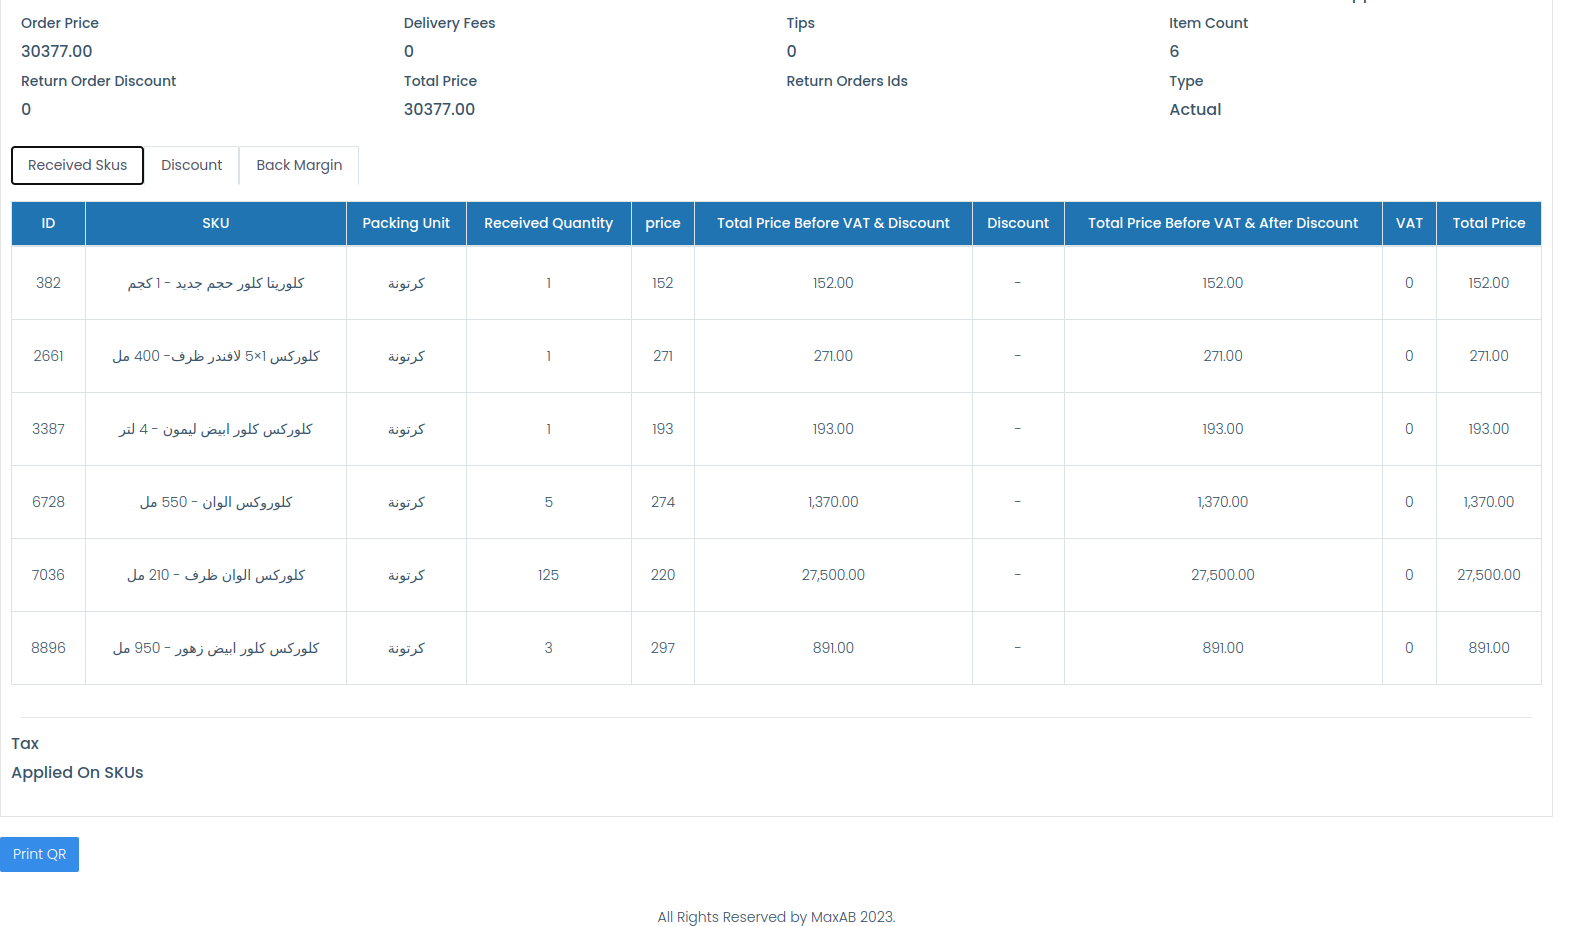 Order Price Delivery Fees Tips Item Count
30377.00 0 0 6
Return Order Discount Total Price Return Orders Ids Type
0 30377.00 Actual
Received Skus Discount Back Margin
ID SKU Packing Unit Received Quantity price Total Price Before VAT & Discount Discount Total Price Before VAT & After Discount VAT Total Price
382 كلوريتا كلور حجم جديد - 1 كجم كرتونة 1 152 152.00 - 152.00 0 152.00
2661 كلوركس 1×5 لافندر ظرف- 400 مل كرتونة 1 271 271.00 - 271.00 0 271.00
3387 كلوركس كلور ابيض ليمون - 4 لتر كرتونة 1 193 193.00 - 193.00 0 193.00
6728 كلوروكس الوان - 550 مل كرتونة 5 274 1,370.00 - 1,370.00 0 1,370.00
7036 كلوركس الوان ظرف - 210 مل كرتونة 125 220 27,500.00 - 27,500.00 0 27,500.00
8896 كلوركس كلور ابيض زهور - 950 مل كرتونة 3 297 891.00 - 891.00 0 891.00
Tax
Applied On SKUs
Print QR
All Rights Reserved by MaxAB 2023.